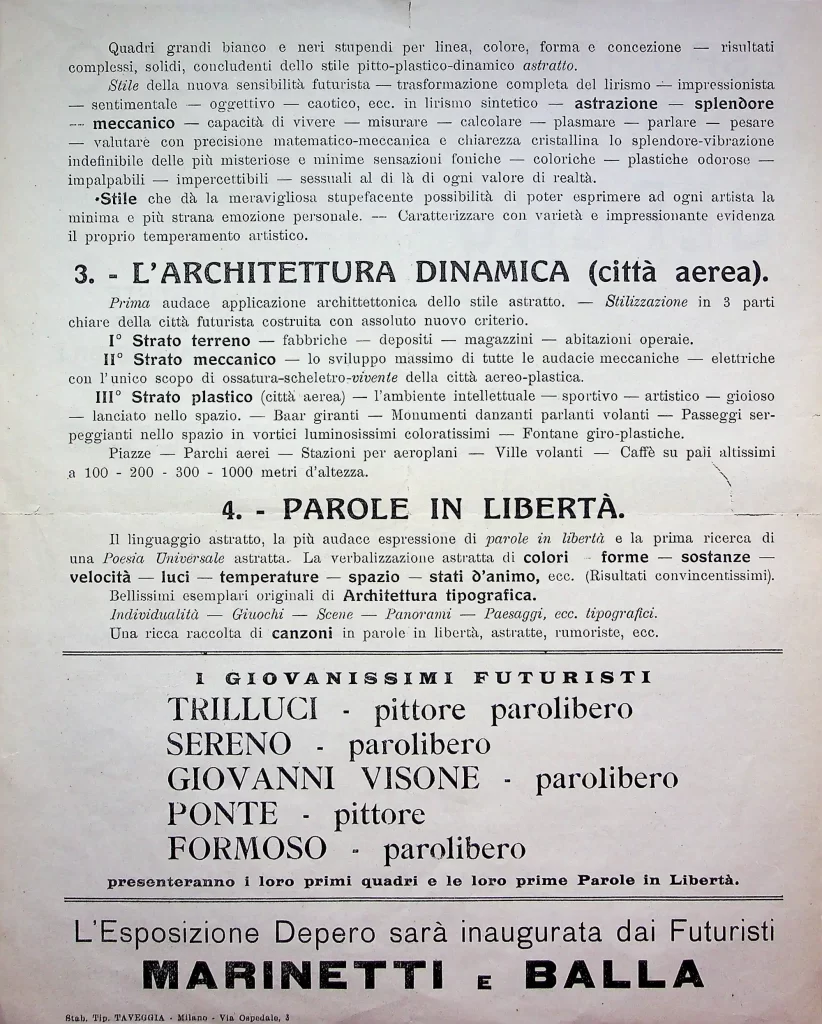 Quadri grandi bianco e neri stupendi per linea, colore, forma e concezione — risultati
complessi, solidi, concludenti dello stile pitto-plastico-dinamico astratto.
Stile della nuova sensibilità futurista — trasformazione completa del lirismo — impressionista
— sentimentale — oggettivo — caotico, ecc. in lirismo sintetico — astrazione — splendore
— meccanico — capacità di vivere — misurare — calcolare — plasmare — parlare — pesare
— valutare con precisione matematico-meccanica e chiarezza cristallina lo splendore-vibrazione
indefinibile delle più misteriose e minime sensazioni foniche — coloriche — plastiche odorose —
impalpabili — impercettibili — sessuali al di là di ogni valore di realtà.
•Stile che dà la meravigliosa stupefacente possibilità di poter esprimere ad ogni artista la
minima e più strana emozione personale. — Caratterizzare con varietà e impressionante evidenza
il proprio temperamento artistico.
3. - L'ARCHITETTURA DINAMICA (città aerea).
Prima audace applicazione archittettonica dello stile astratto. — Stilizzazione in 3 parti
chiare della città futurista costruita con assoluto nuovo criterio.
I° Strato terreno — fabbriche — depositi — magazzini — abitazioni operaie.
II° Strato meccanico — lo sviluppo massimo di tutte le audacie meccaniche — elettriche
con l'unico scopo di ossatura-scheletro-vivente della città aereo-plastica.
III° Strato plastico (città aerea) — l'ambiente intellettuale — sportivo — artistico — gioioso
— lanciato nello spazio. — Baar giranti — Monumenti danzanti parlanti volanti — Passeggi ser-
peggianti nello spazio in vortici luminosissimi coloratissimi — Fontane giro-plastiche.
Piazze — Parchi aerei — Stazioni per aeroplani — Ville volanti — Caffè su pali altissimi
a 100 - 200 - 300 - 1000 metri d'altezza.
4. - PAROLE IN LIBERTÀ.
Il linguaggio astratto, la più audace espressione di parole in libertà e la prima ricerca di
una Poesia Universale astratta. La verbalizzazione astratta di colori - forme — sostanze —
velocità — luci — temperature — spazio — stati d'animo, ecc. (Risultati convincentissimi).
Bellissimi esemplari originali di Architettura tipografica.
Individualità — Giuochi — Scene — Panorami — Paesaggi, ecc. tipografici.
Una ricca raccolta di canzoni in parole in libertà, astratte, rumoriste, ecc.
I GIOVANISSIMI FUTURISTI
TRILLUCI - pittore parolibero
SERENO - parolibero
GIOVANNI VISONE - parolibero
PONTE - pittore
FORMOSO - parolibero
presenteranno i loro primi quadri e le loro prime Parole in Libertà.
L'Esposizione Depero sarà inaugurata dai Futuristi
MARINETTI E BALLA
Stab. Tip. TAVEGGIA - Milano - Via Ospedale, 3